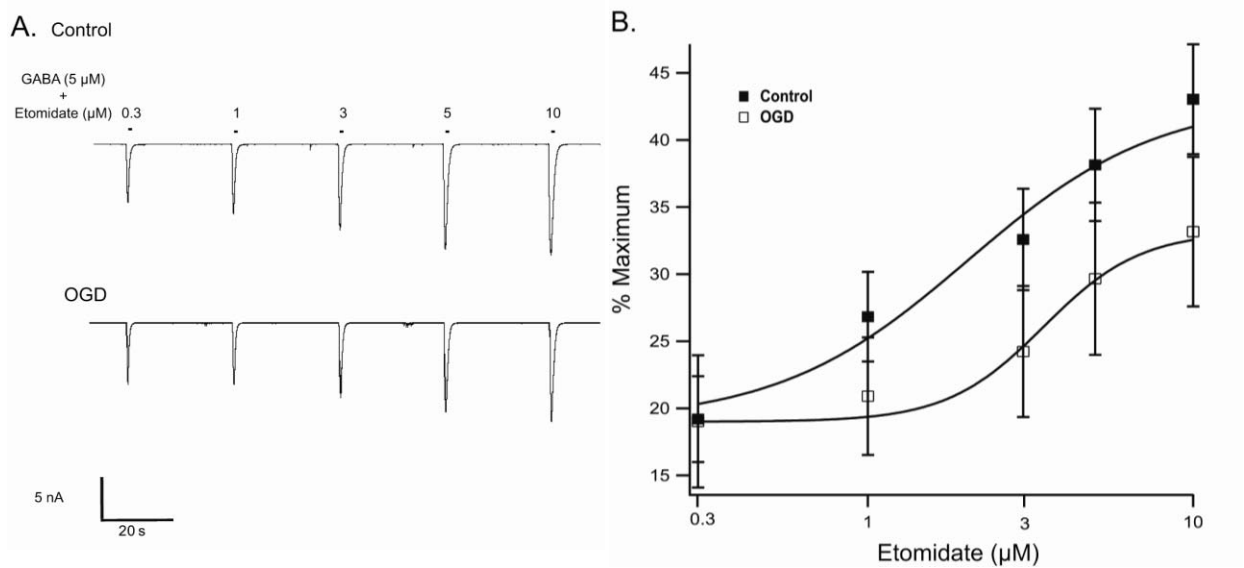 A. Control
GABA (5 µM)
+
Etomidate (µM) 0.3 1 3 5 10
OGD
5 nA
20 s
B.
Control
OGD
% Maximum
45
40
35
30
25
20
15
0.3 1 3 10
Etomidate (µM)